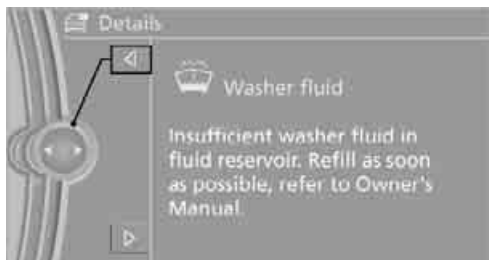 Details
Washer fluid
Insufficient washer fluid in
fluid reservoir. Refill as soon
as possible, refer to Owner's
Manual.